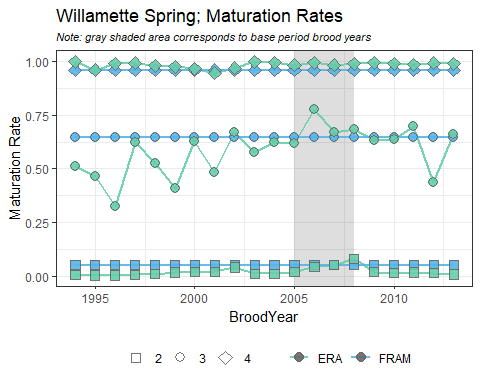 Willamette Spring; Maturation Rates
Note: gray shaded area corresponds to base period brood years
1.00
0.75
0.50
0.25
0.00
Maturation Rate
1995 2000 2005 2010
BroodYear
2 3 4 ERA FRAM